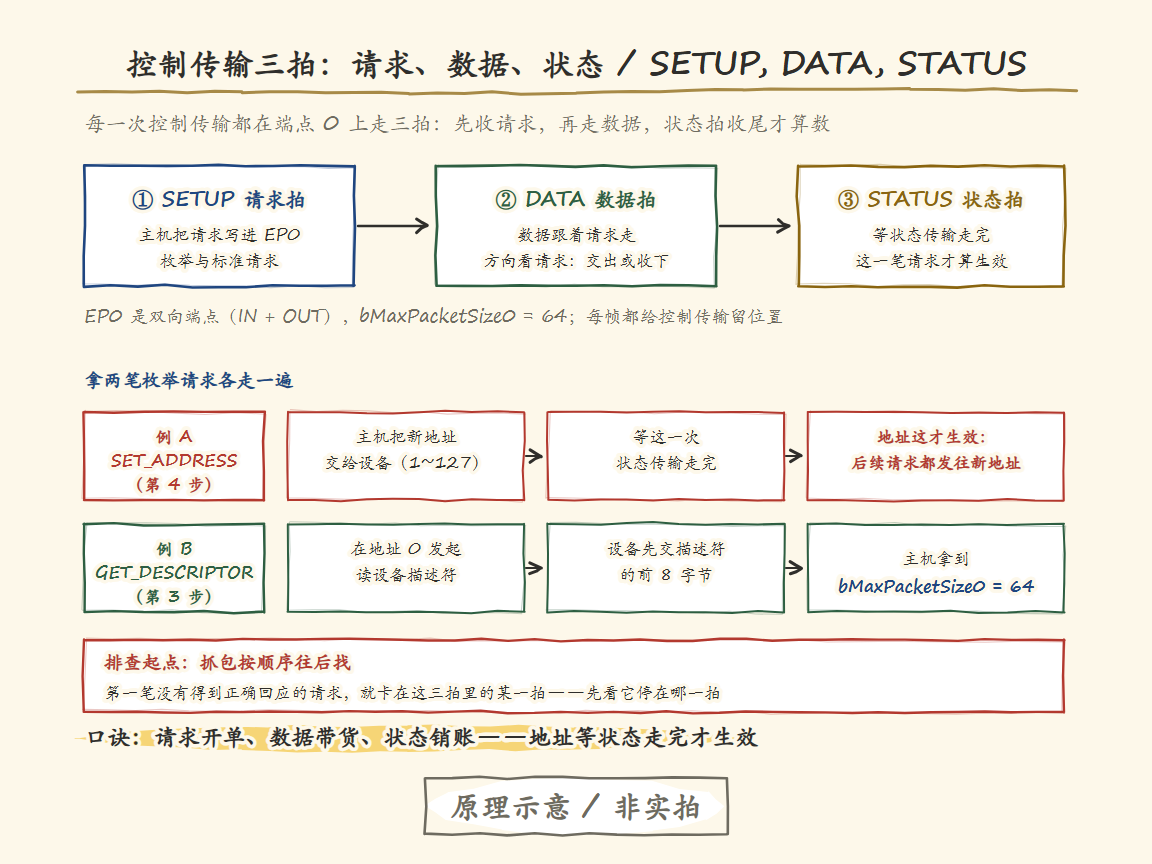 控制传输三拍：请求、数据、状态 / SETUP, DATA, STATUS
每一次控制传输都在端点 0 上走三拍：先收请求，再走数据，状态拍收尾才算数
① SETUP 请求拍
主机把请求写进 EP0
枚举与标准请求
② DATA 数据拍
数据跟着请求走
方向看请求：交出或收下
③ STATUS 状态拍
等状态传输走完
这一笔请求才算生效
EP0 是双向端点（IN + OUT），bMaxPacketSize0 = 64；每帧都给控制传输留位置
拿两笔枚举请求各走一遍
例 A
SET_ADDRESS
（第 4 步）
主机把新地址
交给设备（1~127）
等这一次
状态传输走完
地址这才生效：
后续请求都发往新地址
例 B
GET_DESCRIPTOR
（第 3 步）
在地址 0 发起
读设备描述符
设备先交描述符
的前 8 字节
主机拿到
bMaxPacketSize0 = 64
排查起点：抓包按顺序往后找
第一笔没有得到正确回应的请求，就卡在这三拍里的某一拍——先看它停在哪一拍
口诀：请求开单、数据带货、状态销账——地址等状态走完才生效
原理示意 / 非实拍